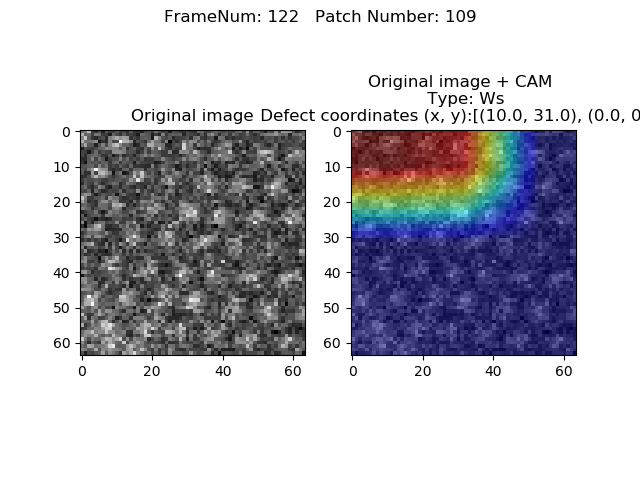 FrameNum: 122   Patch Number: 109
Original image + CAM
Type: Ws
Original image
Defect coordinates (x, y):[(10.0, 31.0), (0.0, 0
0
10
20
30
40
50
60
0 20 40 60
0
10
20
30
40
50
60
0 20 40 60